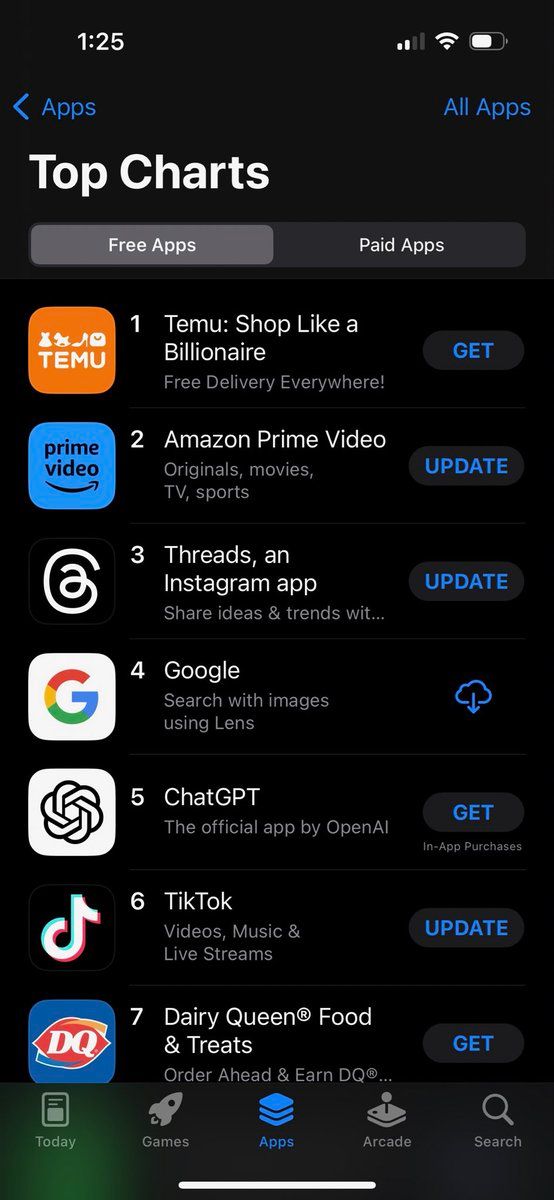 1:25
Apps
All Apps
Top Charts
Free Apps
Paid Apps
TEMU
1
Temu: Shop Like a
Billionaire
Free Delivery Everywhere!
GET
prime
video
2
Amazon Prime Video
Originals, movies,
TV, sports
UPDATE
3
Threads, an
Instagram app
Share ideas & trends wit...
UPDATE
G
4
Google
Search with images
using Lens
5
ChatGPT
The official app by OpenAI
GET
In-App Purchases
6
TikTok
Videos, Music &
Live Streams
UPDATE
DQ
7
Dairy Queen® Food
& Treats
Order Ahead & Earn DQ®...
GET
Today
Games
Apps
Arcade
Search